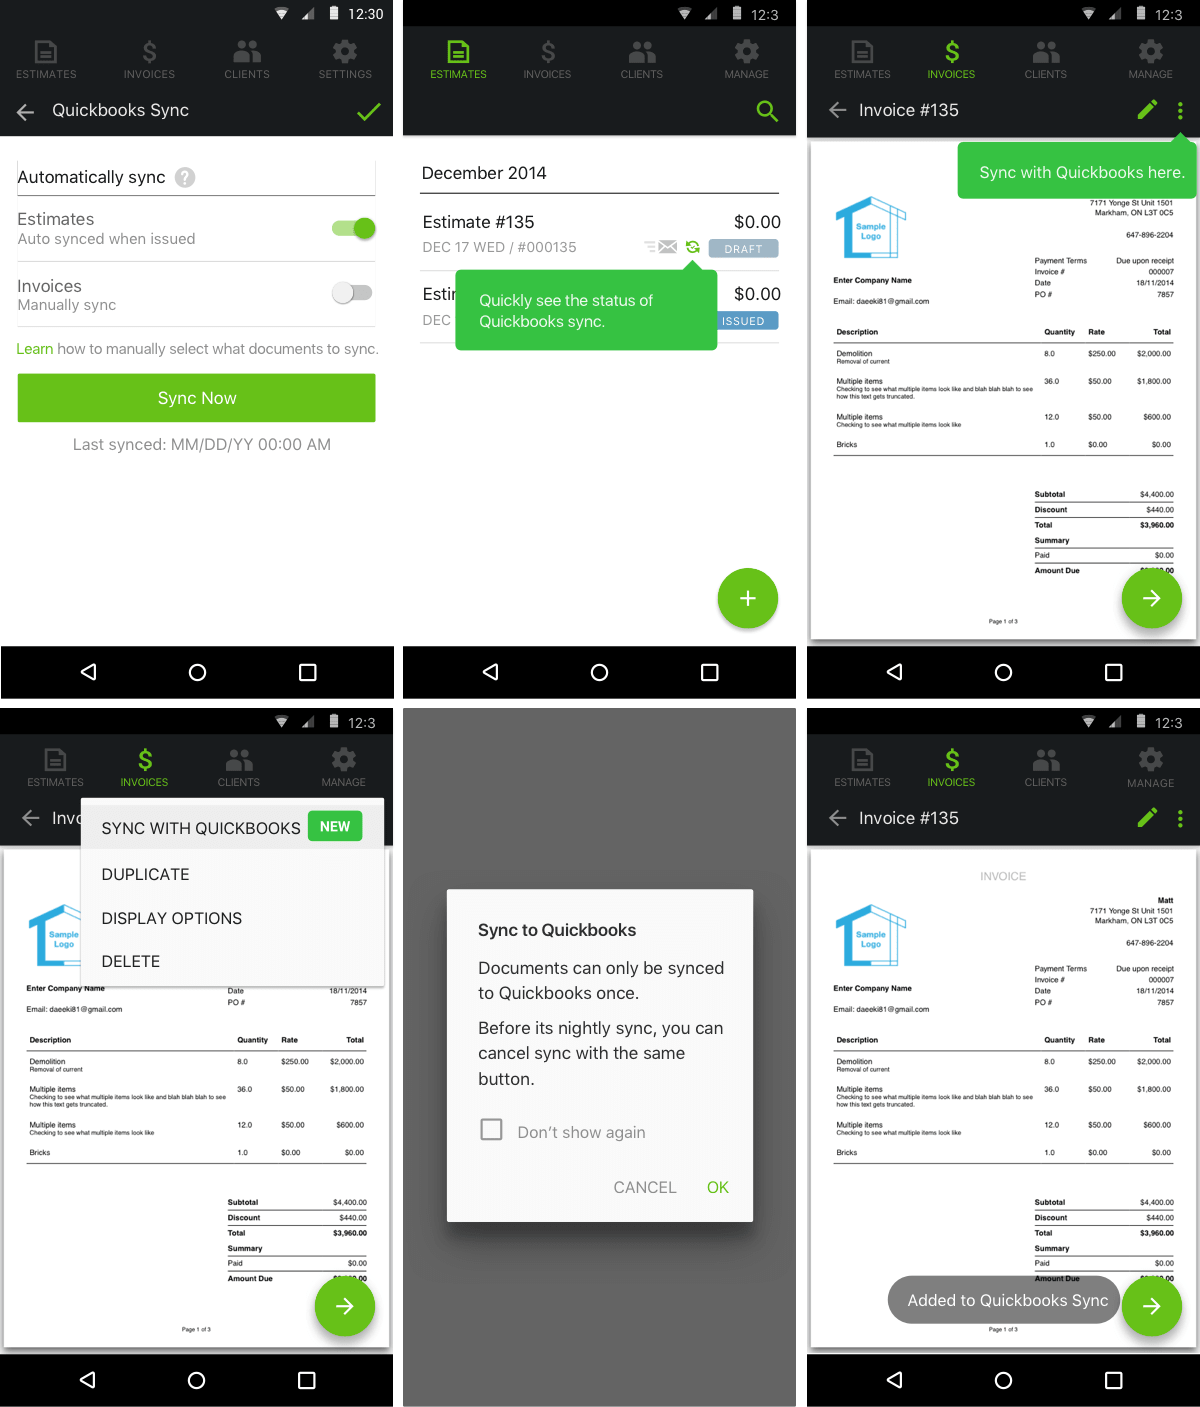 12:30
ESTIMATES INVOICES CLIENTS SETTINGS
Quickbooks Sync
Automatically sync ?
Estimates
Auto synced when issued
Invoices
Manually sync
Learn how to manually select what documents to sync.
Sync Now
Last synced: MM/DD/YY 00:00 AM
12:3
ESTIMATES INVOICES CLIENTS MANAGE
December 2014
Estimate #135 $0.00
DEC 17 WED / #000135 DRAFT
$0.00
DEC ISSUED
Quickly see the status of
Quickbooks sync.
12:3
ESTIMATES INVOICES CLIENTS MANAGE
Invoice #135
Sync with Quickbooks here.
Sample
Logo
7171 Yonge St Unit 1501
Markham, ON L3T 0C5
647-896-2204
Enter Company Name
Email: daeeki81@gmail.com
Payment Terms Due upon receipt
Invoice # 000007
Date 18/11/2014
PO # 7857
Description Quantity Rate Total
Demolition 8.0 $250.00 $2,000.00
Removal of current
Multiple items 36.0 $50.00 $1,800.00
Checking to see what multiple items look like and blah blah blah to see
how this text gets truncated.
Multiple items 12.0 $50.00 $600.00
Checking to see what multiple items look like
Bricks 1.0 $0.00 $0.00
Subtotal $4,400.00
Discount $440.00
Total $3,960.00
Summary
Paid $0.00
Amount Due
Page 1 of 3
12:3
ESTIMATES INVOICES CLIENTS MANAGE
SYNC WITH QUICKBOOKS NEW
DUPLICATE
DISPLAY OPTIONS
DELETE
Sample
Logo
Enter Company Name
Email: daeeki81@gmail.com
Date 18/11/2014
PO # 7857
Description Quantity Rate Total
Demolition 8.0 $250.00 $2,000.00
Removal of current
Multiple items 36.0 $50.00 $1,800.00
Checking to see what multiple items look like and blah blah blah to see
how this text gets truncated.
Multiple items 12.0 $50.00 $600.00
Checking to see what multiple items look like
Bricks 1.0 $0.00 $0.00
Subtotal $4,400.00
Discount $440.00
Total $3,960.00
Summary
Paid $0.00
Amount Due
Page 1 of 3
Sync to Quickbooks
Documents can only be synced
to Quickbooks once.
Before its nightly sync, you can
cancel sync with the same
button.
Don't show again
CANCEL OK
12:3
ESTIMATES INVOICES CLIENTS MANAGE
Invoice #135
INVOICE
Sample
Logo
Matt
7171 Yonge St Unit 1501
Markham, ON L3T 0C5
647-896-2204
Enter Company Name
Email: daeeki81@gmail.com
Payment Terms Due upon receipt
Invoice # 000007
Date 18/11/2014
PO # 7857
Description Quantity Rate Total
Demolition 8.0 $250.00 $2,000.00
Removal of current
Multiple items 36.0 $50.00 $1,800.00
Checking to see what multiple items look like and blah blah blah to see
how this text gets truncated.
Multiple items 12.0 $50.00 $600.00
Checking to see what multiple items look like
Bricks 1.0 $0.00 $0.00
Subtotal $4,400.00
Discount $440.00
Total $3,960.00
Summary
Paid $0.00
Amount Due
Added to Quickbooks Sync
Page 1 of 3